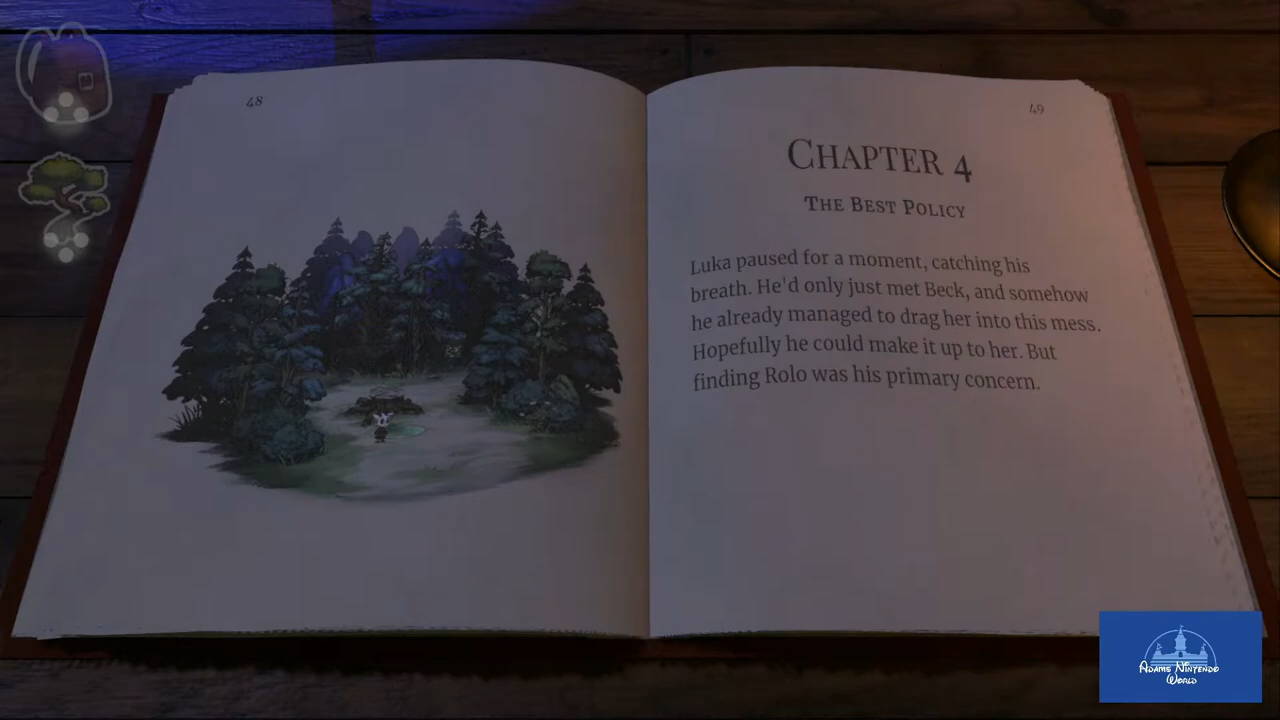 48
49
Chapter 4
The Best Policy
Luka paused for a moment, catching his
breath. He'd only just met Beck, and somehow
he already managed to drag her into this mess.
Hopefully he could make it up to her. But
finding Rolo was his primary concern.
Adams Nintendo
World